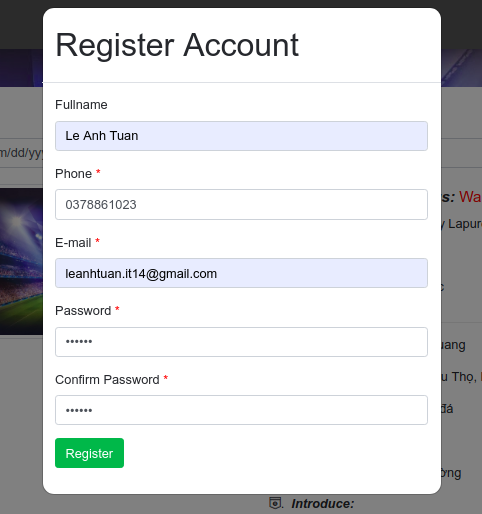 Register Account
Fullname
Le Anh Tuan
Phone *
0378861023
E-mail *
leanhtuan.it14@gmail.com
Password *
••••••
Confirm Password *
••••••
Register
m/dd/yyy
s: Wa
y Lapur
c
uang
u Thọ,
đá
ờng
Introduce: